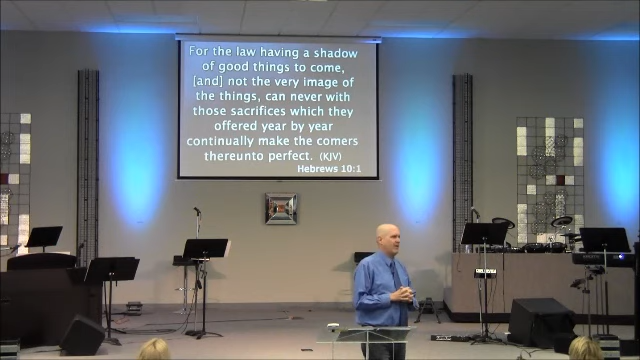 For the law having a shadow
of good things to come,
[and] not the very image of
the things, can never with
those sacrifices which they
offered year by year
continually make the comers
thereunto perfect. (KJV)
Hebrews 10:1